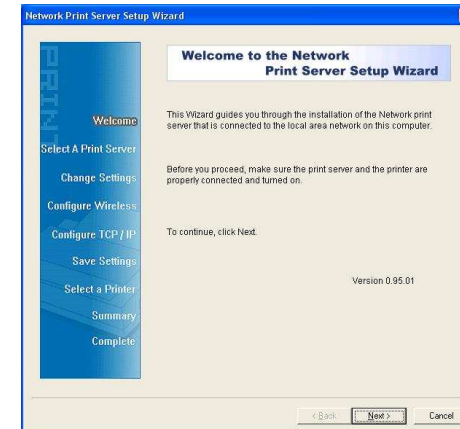 Network Print Server Setup Wizard
PRINT
Welcome
Select A Print Server
Change Settings
Configure Wireless
Configure TCP / IP
Save Settings
Select a Printer
Summary
Complete
Welcome to the Network
Print Server Setup Wizard
This Wizard guides you through the installation of the Network print
server that is connected to the local area network on this computer.
Before you proceed, make sure the print server and the printer are
properly connected and turned on.
To continue, click Next.
Version 0.95.01
< Back
Next >
Cancel